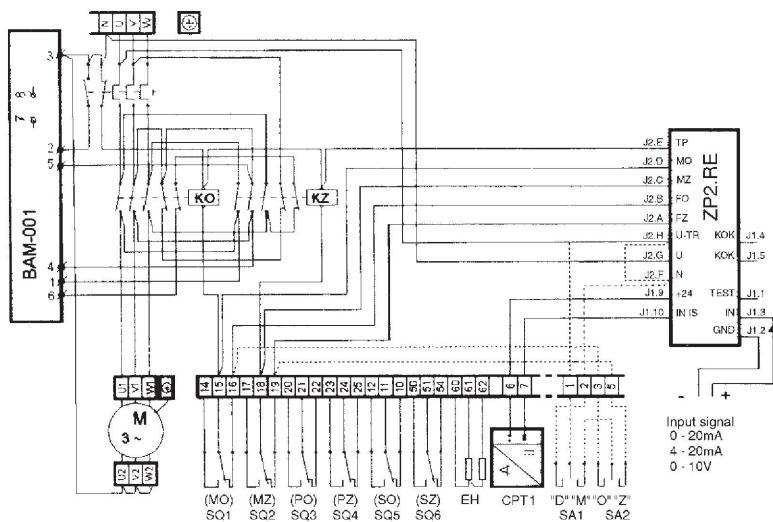 N U V W
3
8
7
2
5
BAM-001
4
1
6
KO
KZ
J2.E TP
J2.D MO
J2.C MZ
J2.B FO
J2.A FZ
J2.H U-TR KOK J1.4
J2.G U KOK J1.5
J2.F N
J1.9 +24 TEST J1.1
J1.10 IN IS IN J1.3
GND J1.2
ZP2.RE
U1 V1 W1
M
3 ~
U2 V2 W2
14 15 16 17 18 19 20 21 22 23 24 25 12 11 10 50 51 54 60 61 62 6 7 1 2 3 5
- +
Input signal
0 - 20mA
4 - 20mA
0 - 10V
A
(MO) (MZ) (PO) (PZ) (SO) (SZ) EH CPT1 "D" "M" "O" "Z"
SQ1 SQ2 SQ3 SQ4 SQ5 SQ6 SA1 SA2